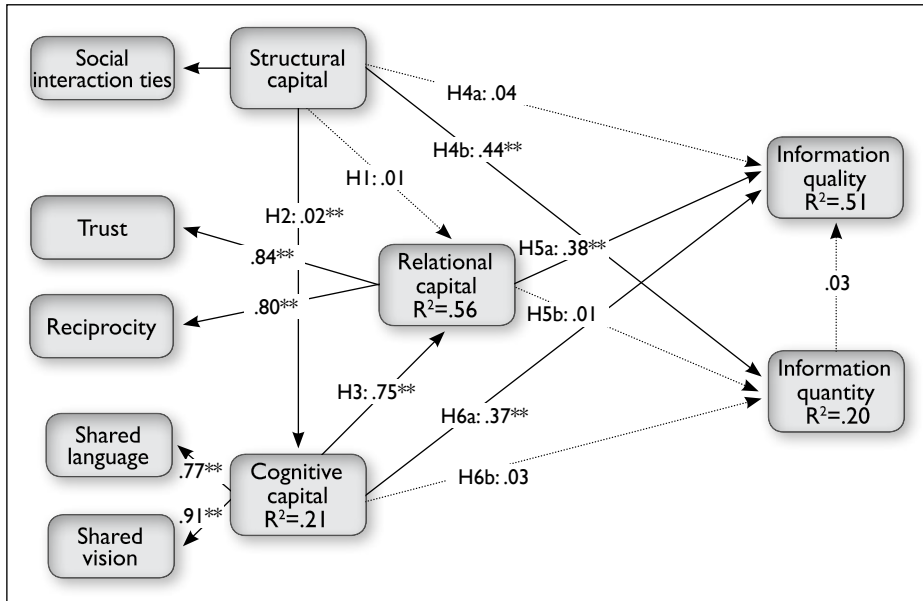 Social
interaction ties
Structural
capital
H4a: .04
H4b: .44**
Information
quality
R²=.51
H1: .01
H2: .02**
Trust
.84**
H5a: .38**
Relational
capital
R²=.56
.03
Reciprocity
.80**
H5b: .01
Information
quantity
R²=.20
H3: .75**
H6a: .37**
Shared
language
.77**
Cognitive
capital
R²=.21
H6b: .03
.91**
Shared
vision